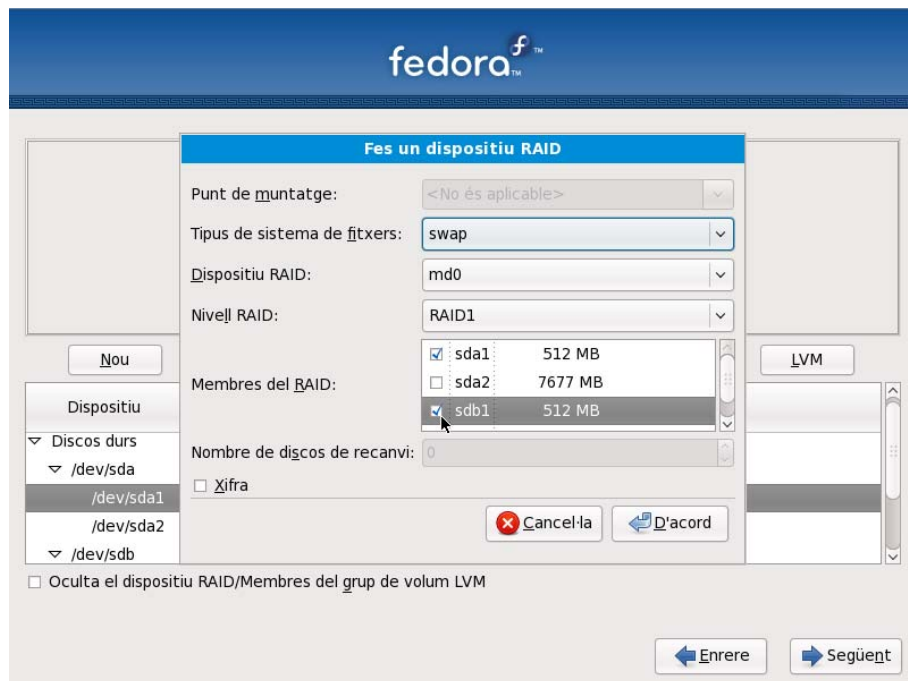 fedora f ™
™
Fes un dispositiu RAID
Punt de muntatge: <No és aplicable>
Tipus de sistema de fitxers: swap
Dispositiu RAID: md0
Nivell RAID: RAID1
Membres del RAID:
sda1 512 MB
sda2 7677 MB
sdb1 512 MB
Nombre de discos de recanvi: 0
Xifra
Cancel·la D'acord
Nou LVM
Dispositiu
Discos durs
/dev/sda
/dev/sda1
/dev/sda2
/dev/sdb
Oculta el dispositiu RAID/Membres del grup de volum LVM
Enrere Següent